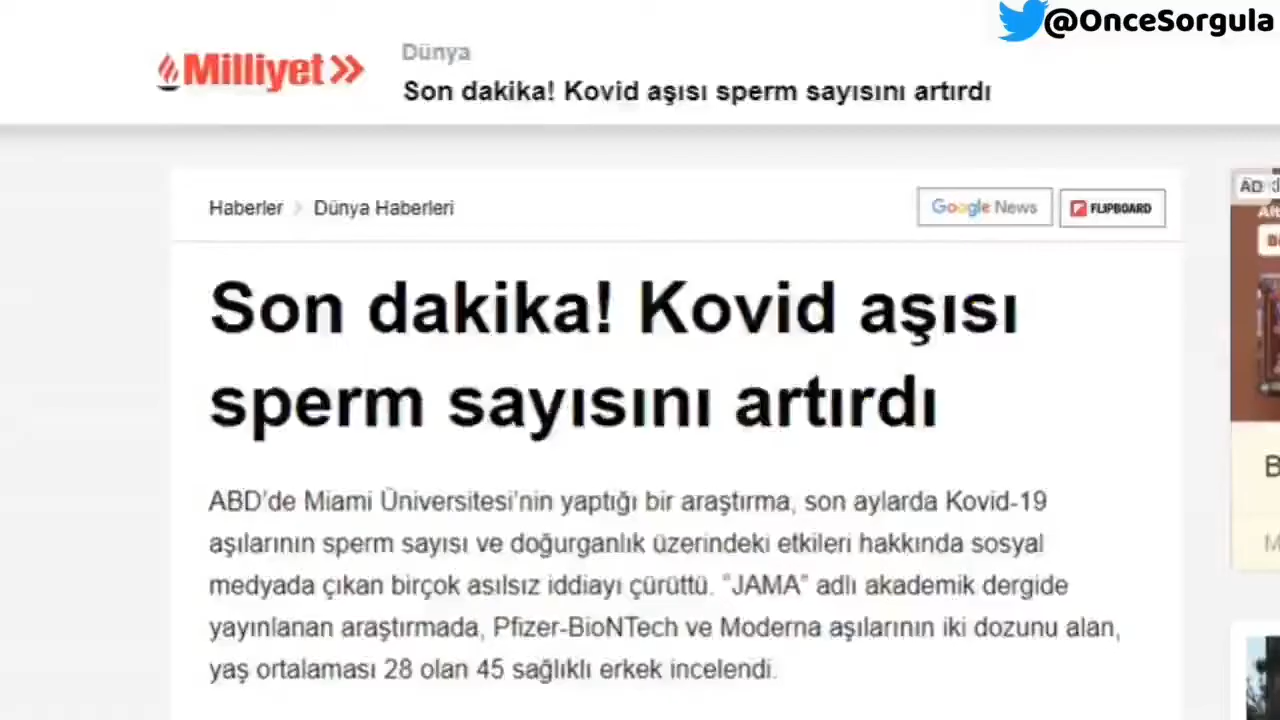 @OnceSorgula
Milliyet
Dünya
Son dakika! Kovid aşısı sperm sayısını artırdı
Haberler > Dünya Haberleri
Google News
FLIPBOARD
AD
Son dakika! Kovid aşısı
sperm sayısını artırdı
ABD'de Miami Üniversitesi'nin yaptığı bir araştırma, son aylarda Kovid-19
aşılarının sperm sayısı ve doğurganlık üzerindeki etkileri hakkında sosyal
medyada çıkan birçok asılsız iddiayı çürüttü. "JAMA" adlı akademik dergide
yayınlanan araştırmada, Pfizer-BioNTech ve Moderna aşılarının iki dozunu alan,
yaş ortalaması 28 olan 45 sağlıklı erkek incelendi.